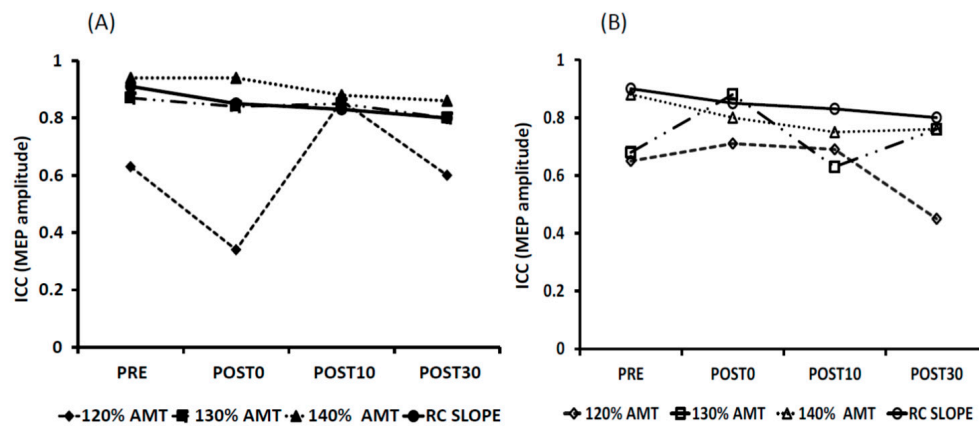 (A)
ICC (MEP amplitude)
1
0.8
0.6
0.4
0.2
0
PRE POST0 POST10 POST30
120% AMT 130% AMT 140% AMT RC SLOPE
(B)
ICC (MEP amplitude)
1
0.8
0.6
0.4
0.2
0
PRE POST0 POST10 POST30
120% AMT 130% AMT 140% AMT RC SLOPE